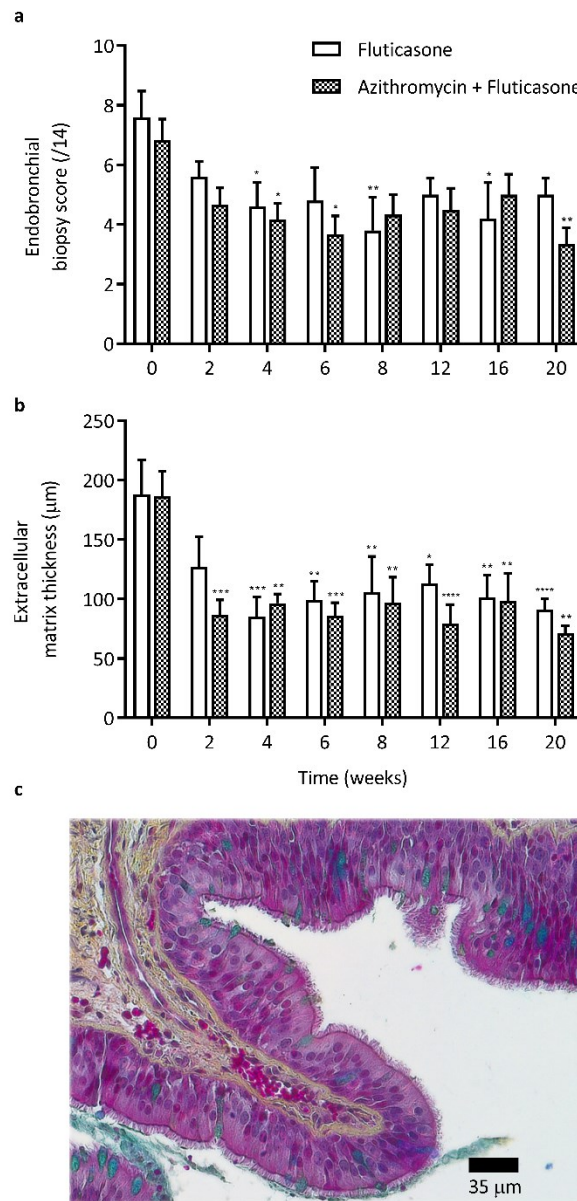 a
Fluticasone
Azithromycin + Fluticasone
Endobronchial
biopsy score (/14)
10
8
6
4
2
0
* * * ** * **
0 2 4 6 8 12 16 20
b
Extracellular
matrix thickness (μm)
250
200
150
100
50
0
*** *** ** ** *** ** ** * **** ** ** **** **
0 2 4 6 8 12 16 20
Time (weeks)
c
35 μm